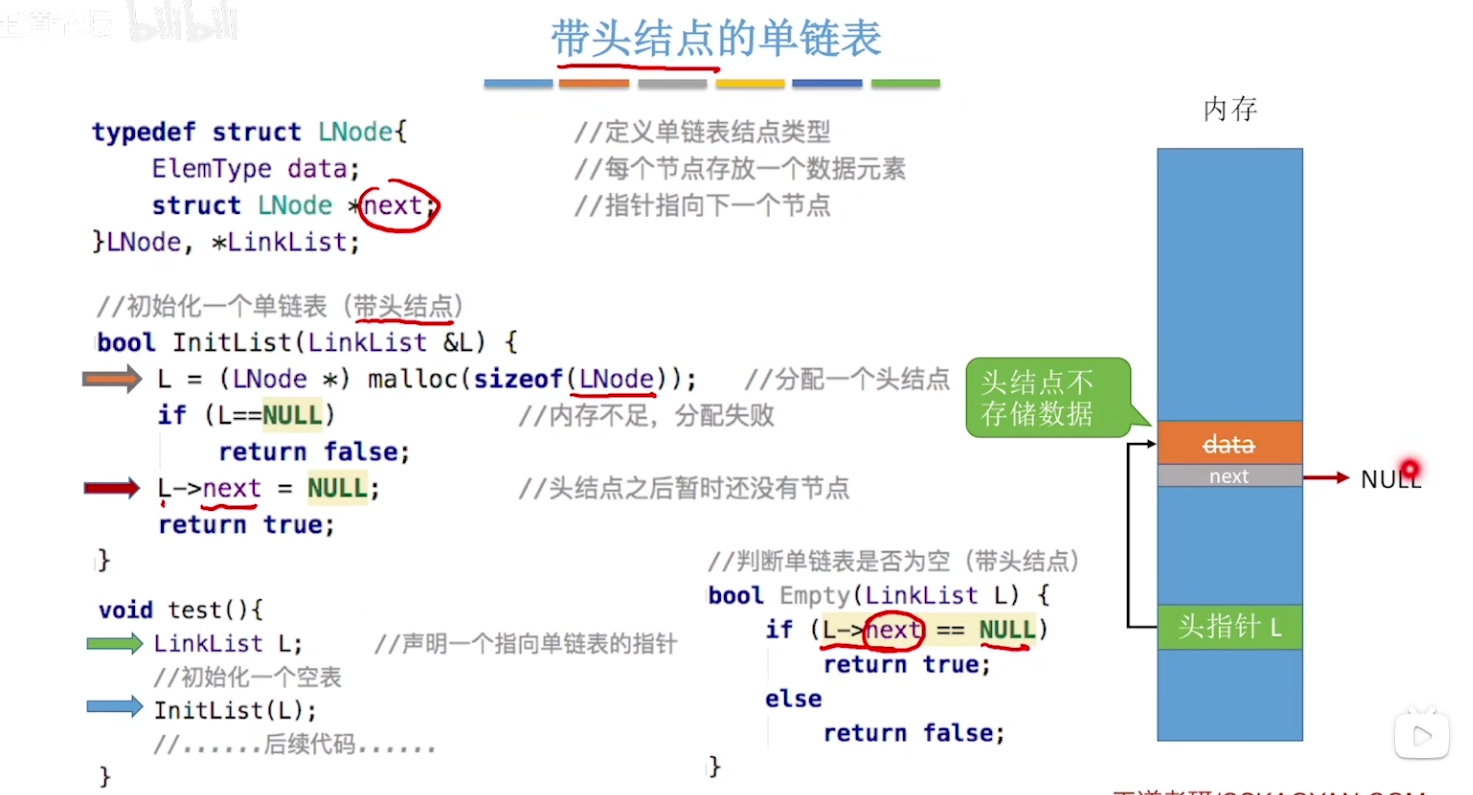 bilibili
带头结点的单链表
typedef struct LNode{ //定义单链表结点类型
ElemType data; //每个节点存放一个数据元素
struct LNode *next; //指针指向下一个节点
}LNode, *LinkList;
//初始化一个单链表（带头结点）
bool InitList(LinkList &L) {
L = (LNode *) malloc(sizeof(LNode)); //分配一个头结点
if (L==NULL) //内存不足，分配失败
return false;
L->next = NULL; //头结点之后暂时还没有节点
return true;
}
void test(){
LinkList L; //声明一个指向单链表的指针
//初始化一个空表
InitList(L);
//......后续代码......
}
//判断单链表是否为空（带头结点）
bool Empty(LinkList L) {
if (L->next == NULL)
return true;
else
return false;
}
内存
头结点不
存储数据
data
next
NULL
头指针 L